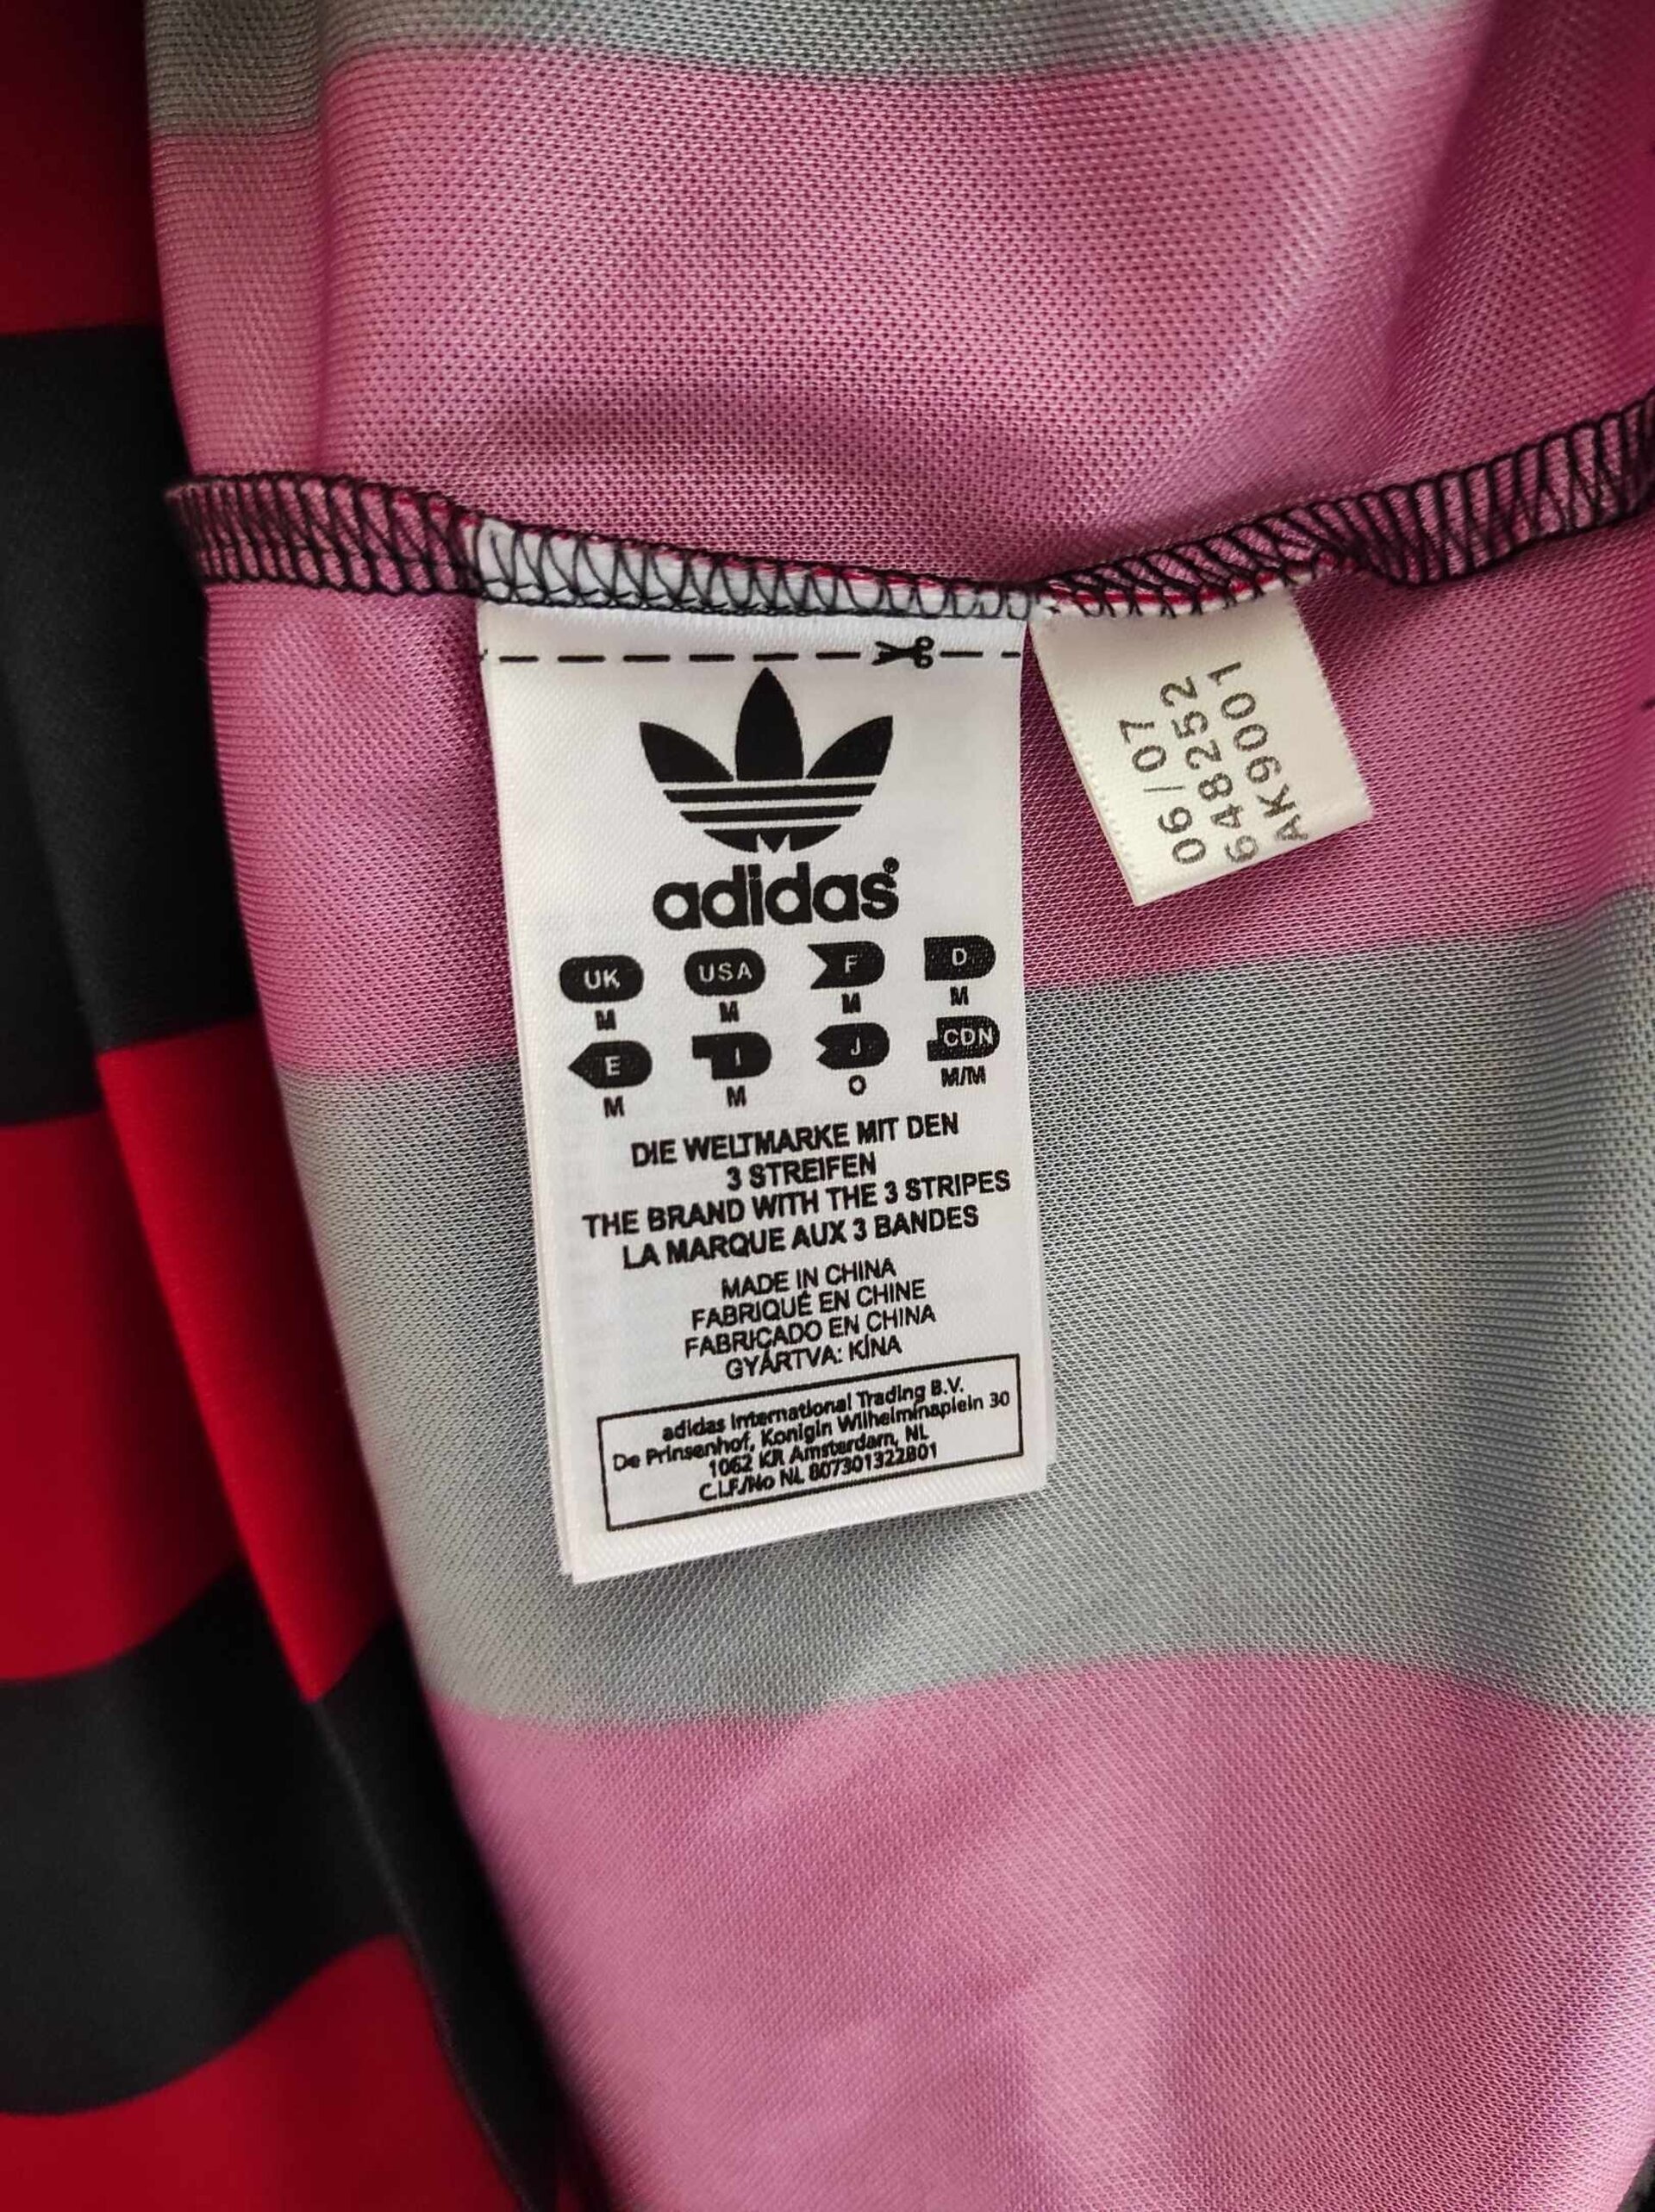 adidas
UK USA F D
M M M M
E I J CDN
M M O M/M
DIE WELTMARKE MIT DEN
3 STREIFEN
THE BRAND WITH THE 3 STRIPES
LA MARQUE AUX 3 BANDES
MADE IN CHINA
FABRIQUÉ EN CHINE
FABRICADO EN CHINA
GYÁRTVA: KÍNA
adidas International Trading B.V.
De Prinsenhof, Konigin Wilhelminaplein 30
1062 KR Amsterdam, NL
C.I.F./No NL 807301322B01
06/07
648252
AK9001